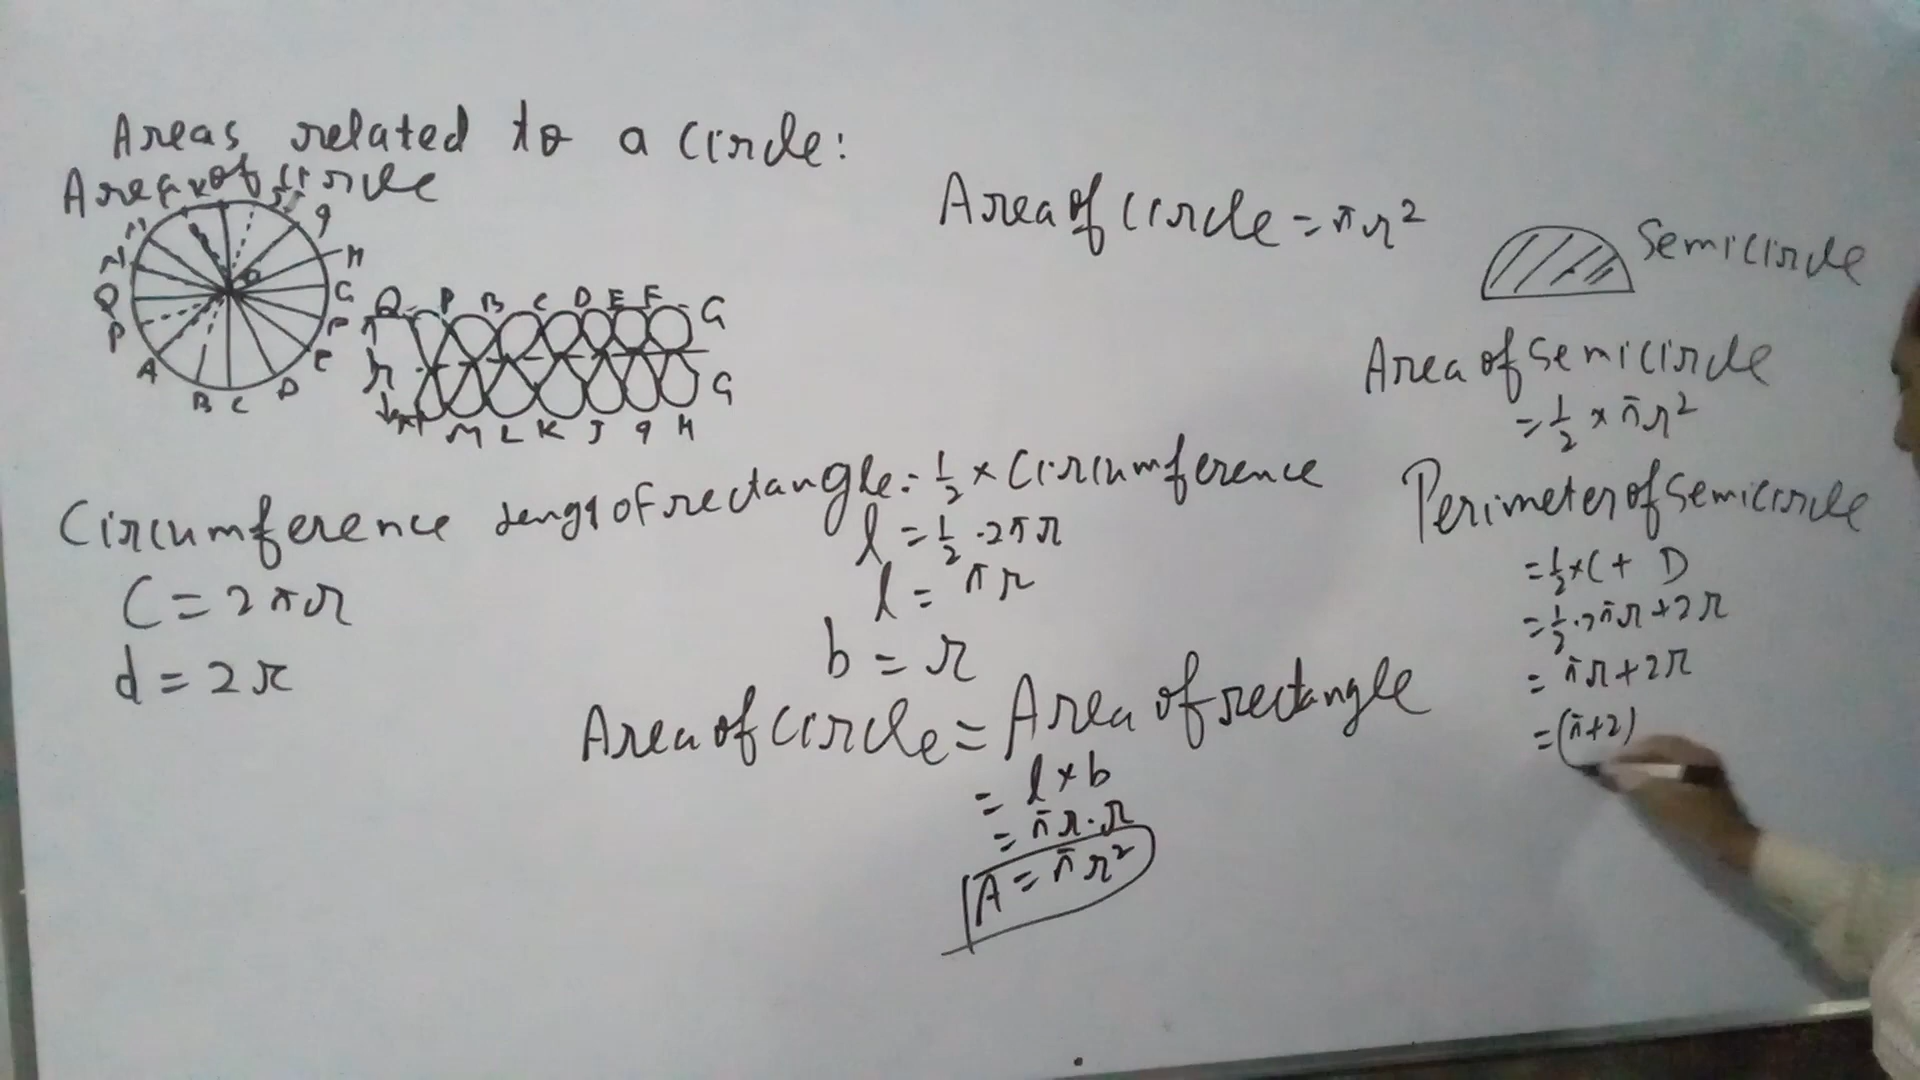 Areas related to a circle:
Area of circle
M
N
Q
P
A
B C D
E
F
G
H
9
Q P B C D E F G
r
G
M L K J 9 H
Circumference
C = 2πr
d = 2r
Length of rectangle = 1/2 × Circumference
l = 1/2 · 2πr
l = πr
b = r
Area of circle = Area of rectangle
= l × b
= πr · r
A = πr²
Area of circle = πr²
Semicircle
Area of semicircle
= 1/2 × πr²
Perimeter of semicircle
= 1/2 × C + D
= 1/2 · 2πr + 2r
= πr + 2r
= (π+2)